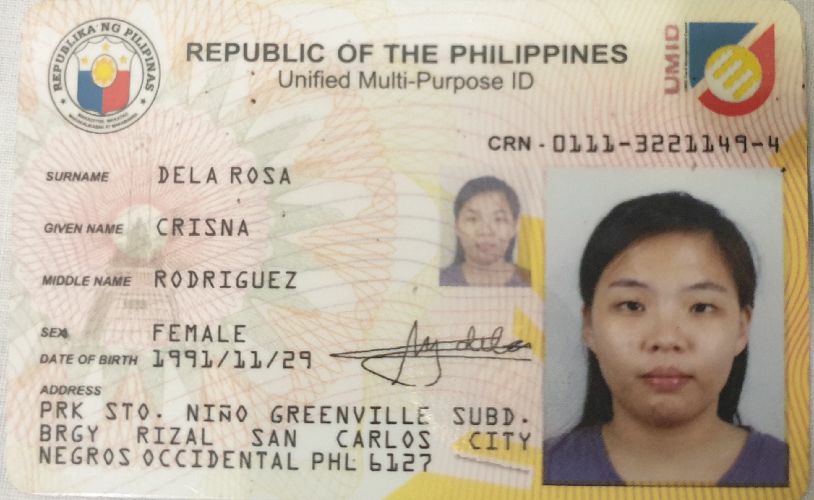 REPUBLIKA NG PILIPINAS
REPUBLIC OF THE PHILIPPINES
Unified Multi-Purpose ID
UMID
CRN - 0111-3221149-4
SURNAME DELA ROSA
GIVEN NAME CRISNA
MIDDLE NAME RODRIGUEZ
SEX FEMALE
DATE OF BIRTH 1991/11/29
ADDRESS
PRK STO. NIÑO GREENVILLE SUBD.
BRGY RIZAL SAN CARLOS CITY
NEGROS OCCIDENTAL PHL 6127